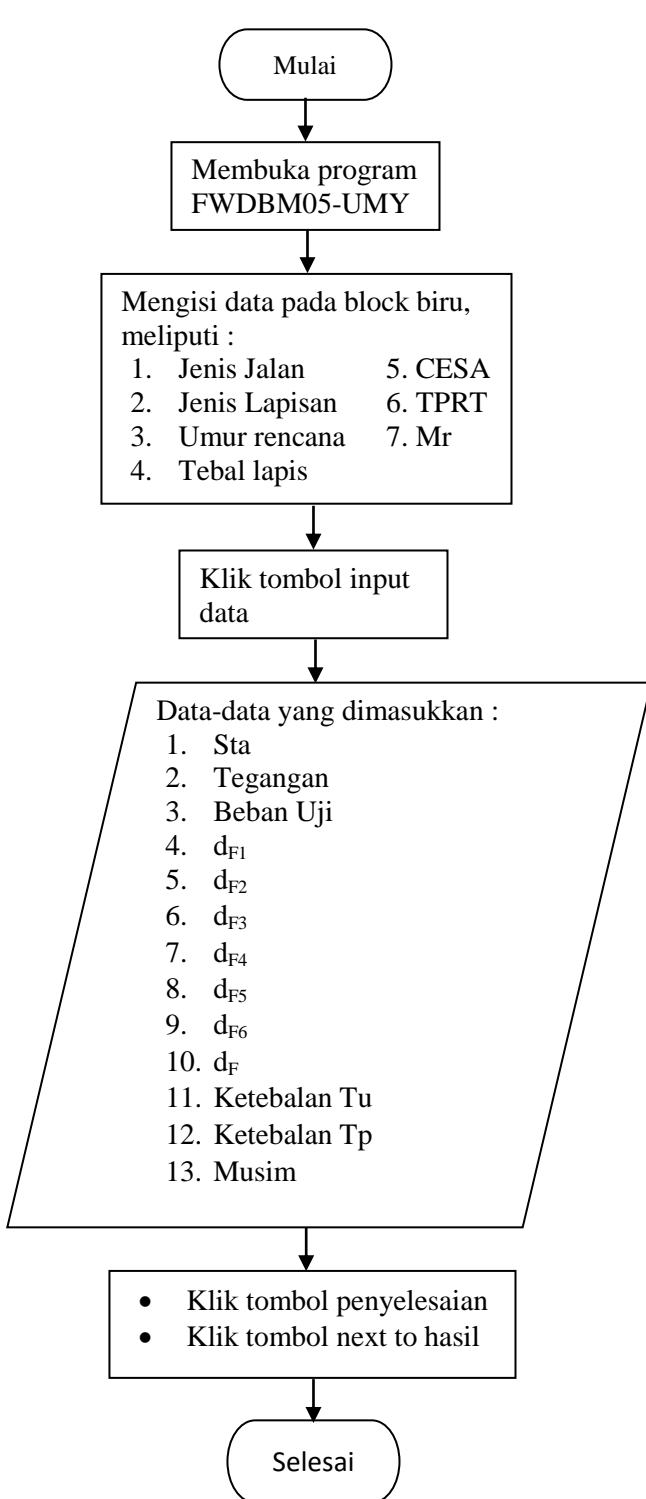 Mulai
Membuka program
FWDBM05-UMY
Mengisi data pada block biru,
meliputi :
1. Jenis Jalan 5. CESA
2. Jenis Lapisan 6. TPRT
3. Umur rencana 7. Mr
4. Tebal lapis
Klik tombol input
data
Data-data yang dimasukkan :
1. Sta
2. Tegangan
3. Beban Uji
4. dF1
5. dF2
6. dF3
7. dF4
8. dF5
9. dF6
10. dF
11. Ketebalan Tu
12. Ketebalan Tp
13. Musim
• Klik tombol penyelesaian
• Klik tombol next to hasil
Selesai